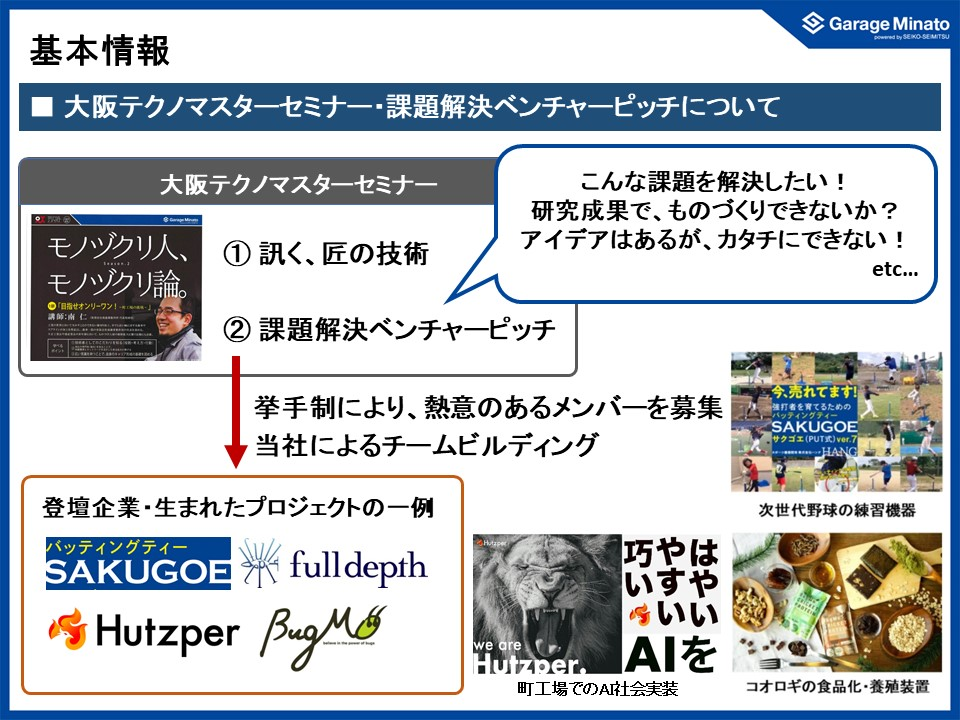 Garage Minato
powered by SEIKO-SEIMITSU
基本情報
■ 大阪テクノマスターセミナー・課題解決ベンチャーピッチについて
大阪テクノマスターセミナー
こんな課題を解決したい！
研究成果で、ものづくりできないか？
アイデアはあるが、カタチにできない！
etc…
Garage Minato
モノヅクリ人、
Season.2
モノヅクリ論。
「目指せオンリーワン！
講師：南 仁
① 訊く、匠の技術
② 課題解決ベンチャーピッチ
挙手制により、熱意のあるメンバーを募集
当社によるチームビルディング
今、売れてます！
強打者を育てるための
バッティングティー
SAKUGOE
サクゴエ（PUT式）ver.7
HANG
次世代野球の練習機器
登壇企業・生まれたプロジェクトの一例
バッティングティー
SAKUGOE
fulldepth
Hutzper
BugMo
believe in the power of bugs
Hutzper
we are
Hutzper.
はやい
やすい
巧い
AIを
町工場でのAI社会実装
コオロギの食品化・養殖装置